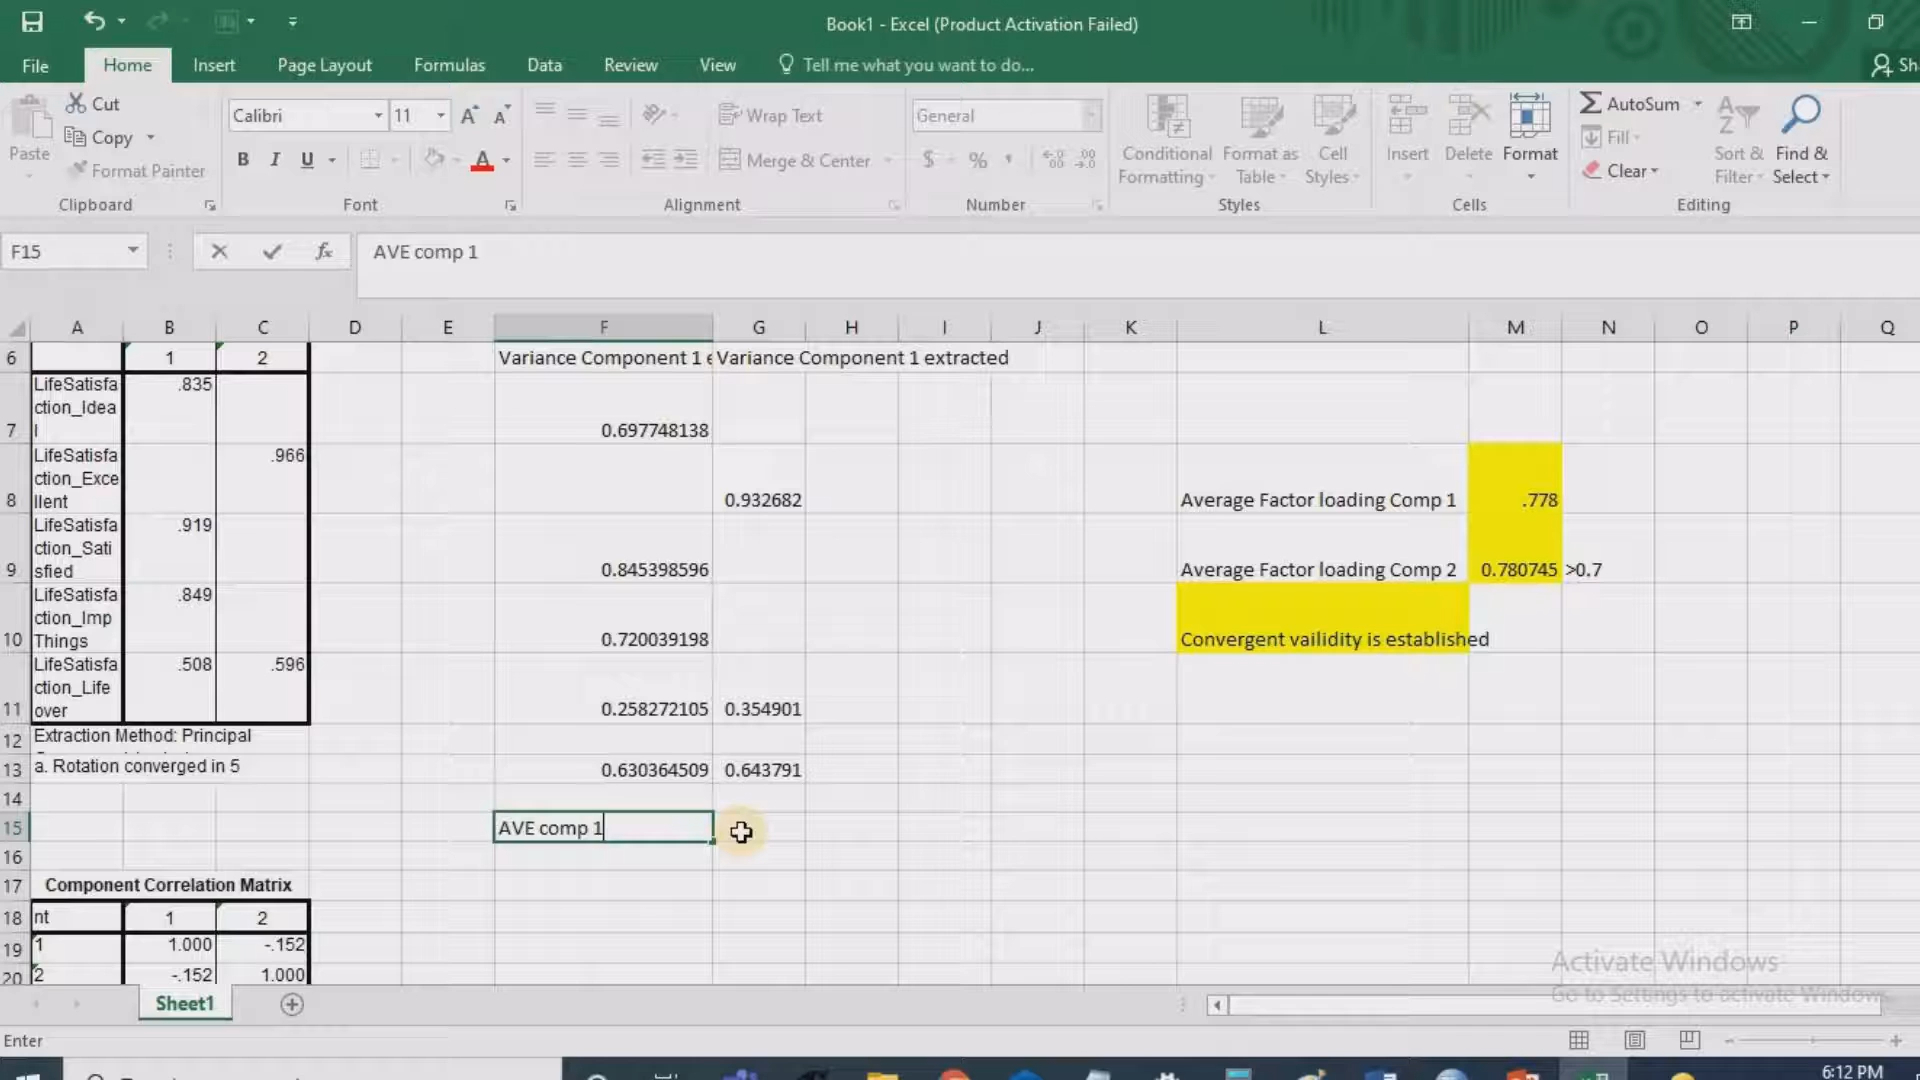 Book1 - Excel (Product Activation Failed)
File Home Insert Page Layout Formulas Data Review View Tell me what you want to do...
Paste
Cut
Copy
Format Painter
Clipboard
Calibri 11
B I U
Font
Wrap Text
Merge & Center
Alignment
General
$ %
Number
Conditional Formatting
Format as Table
Cell Styles
Styles
Insert Delete Format
Cells
AutoSum
Fill
Clear
Sort & Filter
Find & Select
Editing
F15 AVE comp 1
A B C D E F G H I J K L M N O P Q
6 1 2 Variance Component 1 e Variance Component 1 extracted
7 LifeSatisfa
ction_Idea
l .835 0.697748138
8 LifeSatisfa
ction_Exce
llent .966 0.932682 Average Factor loading Comp 1 .778
9 LifeSatisfa
ction_Sati
sfied .919 0.845398596 Average Factor loading Comp 2 0.780745 >0.7
10 LifeSatisfa
ction_Imp
Things .849 0.720039198 Convergent vailidity is established
11 LifeSatisfa
ction_Life
over .508 .596 0.258272105 0.354901
12 Extraction Method: Principal
13 a. Rotation converged in 5 0.630364509 0.643791
14
15 AVE comp 1
16
17 Component Correlation Matrix
18 nt 1 2
19 1 1.000 -.152
20 2 -.152 1.000
Activate Windows
Go to Settings to activate Windows.
Sheet1
Enter
6:12 PM